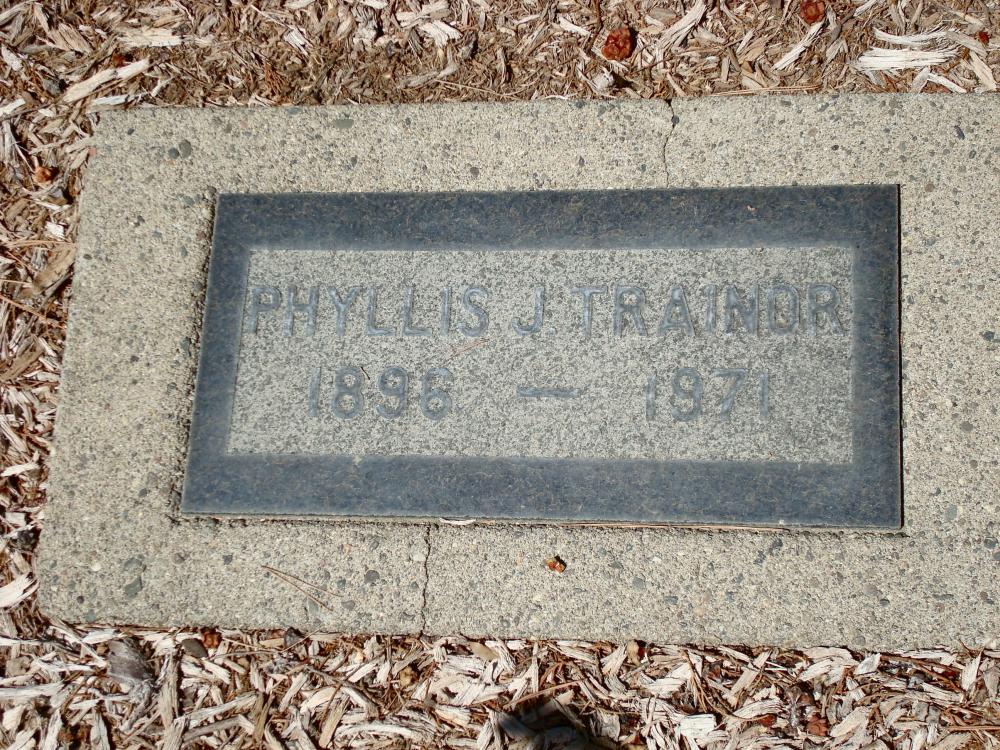 PHYLLIS J. TRAINOR
1896 — 1971